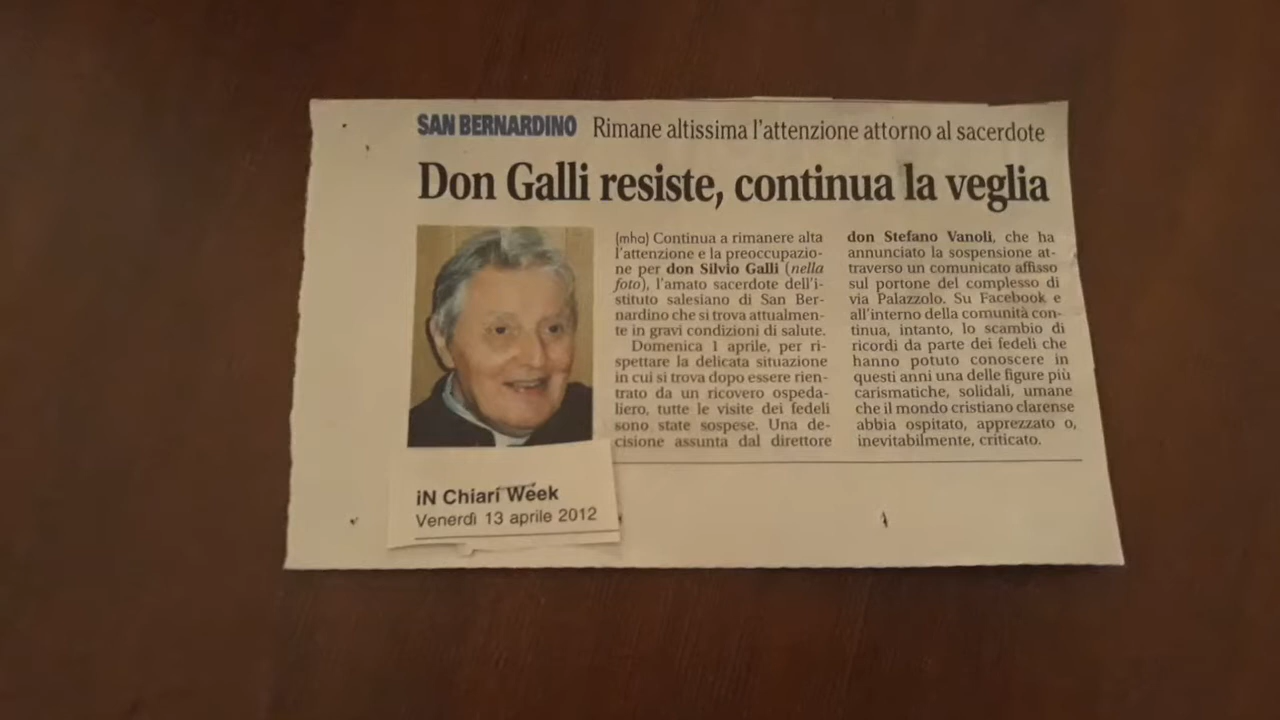 SAN BERNARDINO Rimane altissima l'attenzione attorno al sacerdote
Don Galli resiste, continua la veglia
(mha) Continua a rimanere alta
l'attenzione e la preoccupazio-
ne per don Silvio Galli (nella
foto), l'amato sacerdote dell'i-
stituto salesiano di San Ber-
nardino che si trova attualmen-
te in gravi condizioni di salute.
Domenica 1 aprile, per ri-
spettare la delicata situazione
in cui si trova dopo essere rien-
trato da un ricovero ospeda-
liero, tutte le visite dei fedeli
sono state sospese. Una de-
cisione assunta dal direttore
don Stefano Vanoli, che ha
annunciato la sospensione at-
traverso un comunicato affisso
sul portone del complesso di
via Palazzolo. Su Facebook e
all'interno della comunità con-
tinua, intanto, lo scambio di
ricordi da parte dei fedeli che
hanno potuto conoscere in
questi anni una delle figure più
carismatiche, solidali, umane
che il mondo cristiano clarense
abbia ospitato, apprezzato o,
inevitabilmente, criticato.
iN Chiari Week
Venerdì 13 aprile 2012